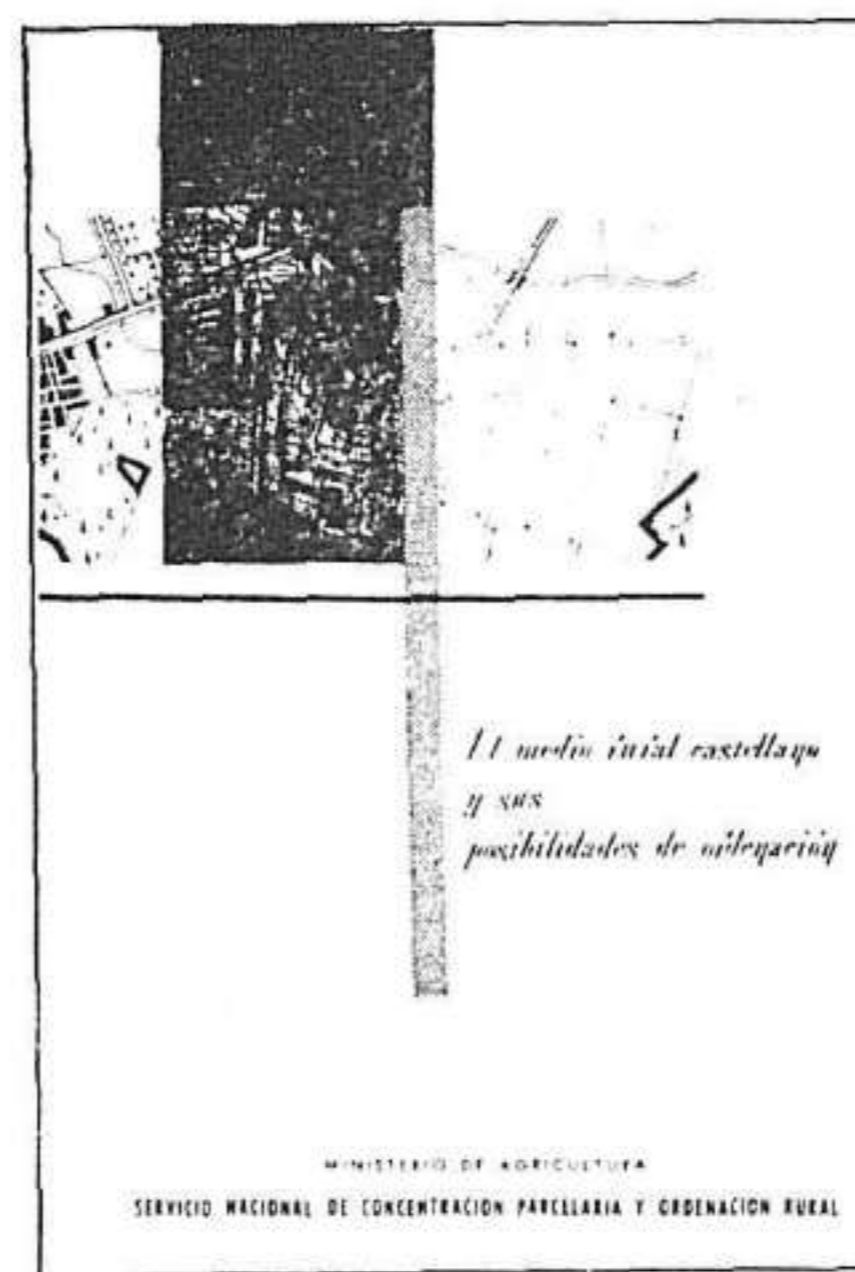 El medio rural castellano
y sus
posibilidades de ordenación
MINISTERIO DE AGRICULTURA
SERVICIO NACIONAL DE CONCENTRACION PARCELARIA Y ORDENACION RURAL